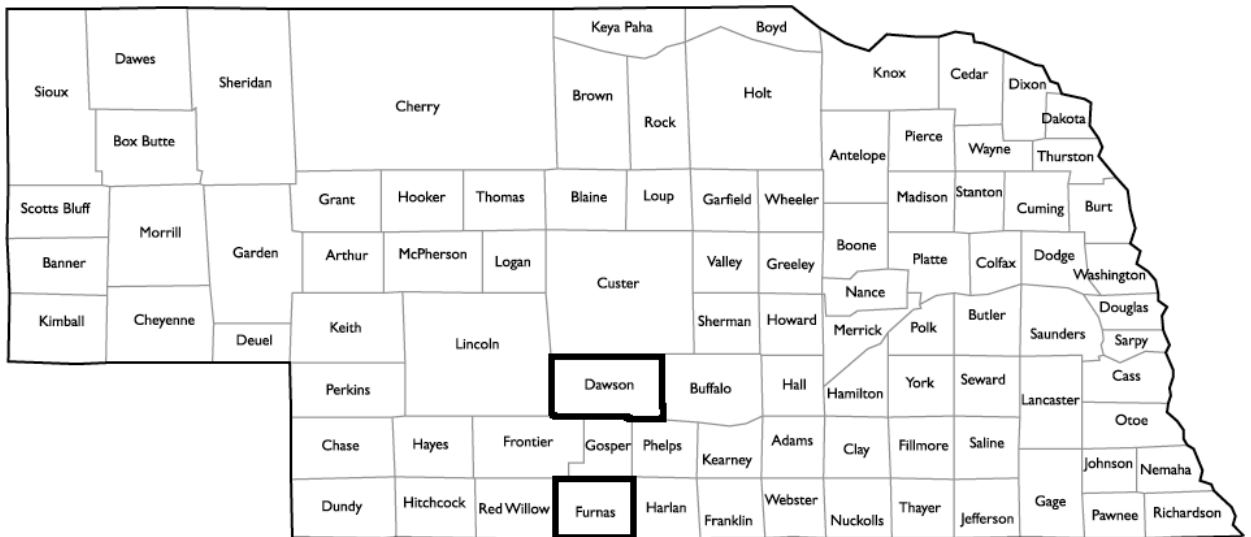 Keya Paha
Boyd
Dawes
Sheridan
Knox
Cedar
Dixon
Sioux
Cherry
Brown
Rock
Holt
Dakota
Box Butte
Pierce
Wayne
Antelope
Thurston
Scotts Bluff
Grant
Hooker
Thomas
Blaine
Loup
Garfield
Wheeler
Madison
Stanton
Cuming
Burt
Morrill
Garden
Banner
Arthur
McPherson
Logan
Custer
Valley
Greeley
Boone
Platte
Colfax
Dodge
Washington
Nance
Kimball
Cheyenne
Deuel
Keith
Lincoln
Sherman
Howard
Merrick
Polk
Butler
Saunders
Douglas
Sarpy
Perkins
Dawson
Buffalo
Hall
Hamilton
York
Seward
Lancaster
Cass
Otoe
Chase
Hayes
Frontier
Gosper
Phelps
Kearney
Adams
Clay
Fillmore
Saline
Johnson
Nemaha
Dundy
Hitchcock
Red Willow
Furnas
Harlan
Franklin
Webster
Nuckolls
Thayer
Jefferson
Gage
Pawnee
Richardson